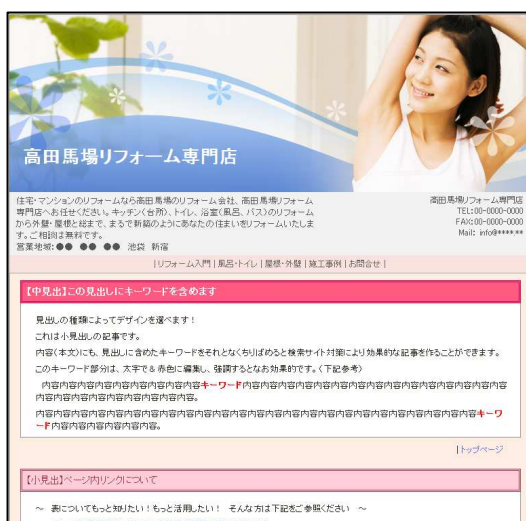 高田馬場リフォーム専門店
住宅・マンションのリフォームなら高田馬場のリフォーム会社、高田馬場リフォーム
専門店へお任せください。キッチン(台所)、トイレ、浴室(風呂、バス)のリフォーム
から外壁・屋根と総まで、まるで新築のようにあなたの住まいをリフォームいたしま
す。ご相談は無料です。
営業地域:●● ●● ●● 池袋 新宿
高田馬場リフォーム専門店
TEL:00-0000-0000
FAX:00-0000-0000
Mail: info@****.**
|リフォーム入門|風呂・トイレ|屋根・外壁|施工事例|お問合せ|
【中見出】この見出しにキーワードを含めます
見出しの種類によってデザインを選べます!
これは小見出しの記事です。
内容(本文)にも、見出しに含めたキーワードをそれとなくちりばめると検索サイト対策により効果的な記事を作ることができます。
このキーワード部分は、太字で&赤色に編集し、強調するとなお効果的です。(下記参考)
内容内容内容内容内容内容内容内容内容キーワード内容内容内容内容内容内容内容内容内容内容内容内容内容内容内容
内容内容内容内容内容内容内容内容内容。
内容内容内容内容内容内容内容内容内容内容内容内容内容内容内容内容内容内容内容内容内容内容内容内容内容キーワ
ード内容内容内容内容内容内容。
|トップページ
【小見出】ページ内リンクについて
~ 表についてもっと知りたい!もっと活用したい! そんな方は下記をご参照ください ~